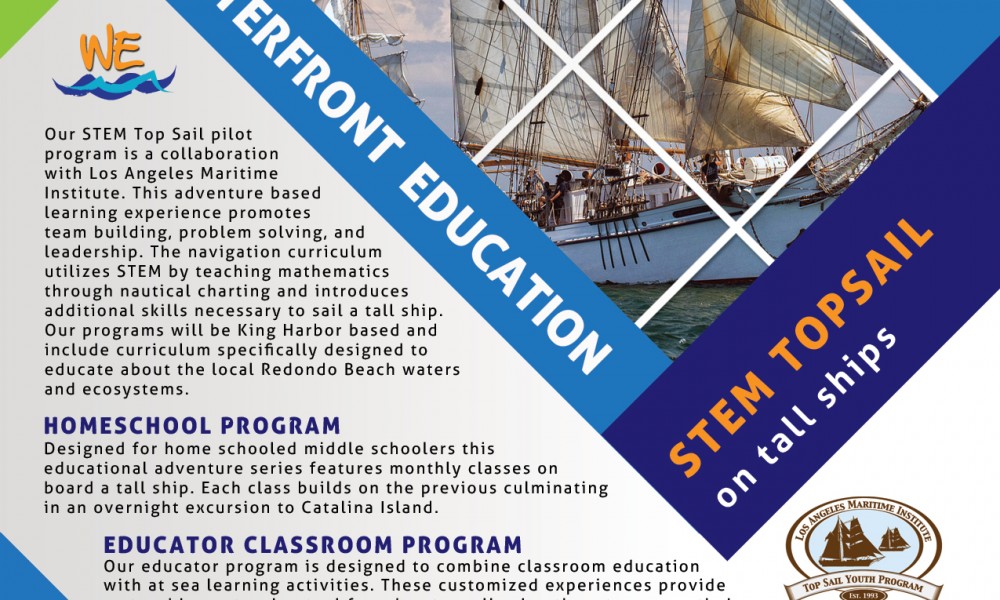 WE
ERFRONT EDUCATION
Our STEM Top Sail pilot
program is a collaboration
with Los Angeles Maritime
Institute. This adventure based
learning experience promotes
team building, problem solving, and
leadership. The navigation curriculum
utilizes STEM by teaching mathematics
through nautical charting and introduces
additional skills necessary to sail a tall ship.
Our programs will be King Harbor based and
include curriculum specifically designed to
educate about the local Redondo Beach waters
and ecosystems.
STEM TOPSAIL
on tall ships
HOMESCHOOL PROGRAM
Designed for home schooled middle schoolers this
educational adventure series features monthly classes on
board a tall ship. Each class builds on the previous culminating
in an overnight excursion to Catalina Island.
EDUCATOR CLASSROOM PROGRAM
Our educator program is designed to combine classroom education
with at sea learning activities. These customized experiences provide
LOS ANGELES MARITIME INSTITUTE
TOP SAIL YOUTH PROGRAM
EST. 1993